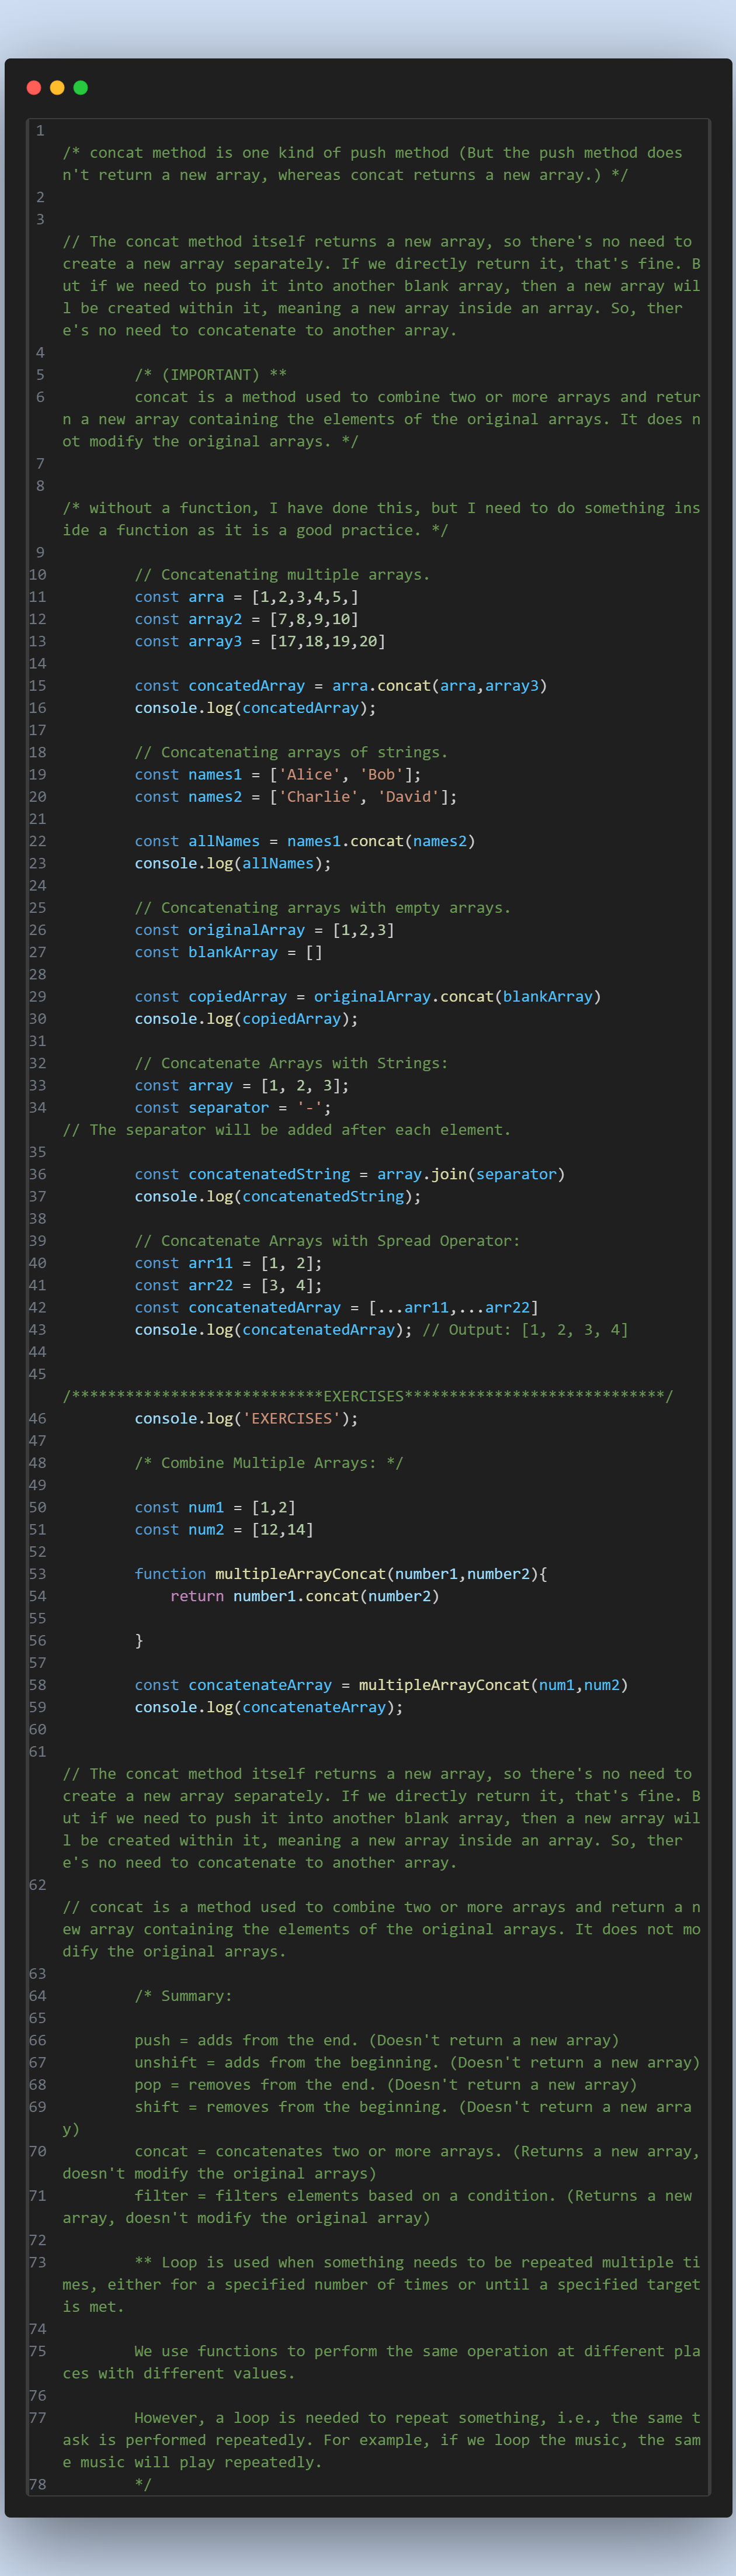 1
/* concat method is one kind of push method (But the push method does
n't return a new array, whereas concat returns a new array.) */
2
3
// The concat method itself returns a new array, so there's no need to
create a new array separately. If we directly return it, that's fine. B
ut if we need to push it into another blank array, then a new array wil
l be created within it, meaning a new array inside an array. So, ther
e's no need to concatenate to another array.
4
5 /* (IMPORTANT) **
6 concat is a method used to combine two or more arrays and retur
n a new array containing the elements of the original arrays. It does n
ot modify the original arrays. */
7
8
/* without a function, I have done this, but I need to do something ins
ide a function as it is a good practice. */
9
10 // Concatenating multiple arrays.
11 const arra = [1,2,3,4,5,]
12 const array2 = [7,8,9,10]
13 const array3 = [17,18,19,20]
14
15 const concatedArray = arra.concat(arra,array3)
16 console.log(concatedArray);
17
18 // Concatenating arrays of strings.
19 const names1 = ['Alice', 'Bob'];
20 const names2 = ['Charlie', 'David'];
21
22 const allNames = names1.concat(names2)
23 console.log(allNames);
24
25 // Concatenating arrays with empty arrays.
26 const originalArray = [1,2,3]
27 const blankArray = []
28
29 const copiedArray = originalArray.concat(blankArray)
30 console.log(copiedArray);
31
32 // Concatenate Arrays with Strings:
33 const array = [1, 2, 3];
34 const separator = '-';
// The separator will be added after each element.
35
36 const concatenatedString = array.join(separator)
37 console.log(concatenatedString);
38
39 // Concatenate Arrays with Spread Operator:
40 const arr11 = [1, 2];
41 const arr22 = [3, 4];
42 const concatenatedArray = [...arr11,...arr22]
43 console.log(concatenatedArray); // Output: [1, 2, 3, 4]
44
45
/****************************EXERCISES*****************************/
46 console.log('EXERCISES');
47
48 /* Combine Multiple Arrays: */
49
50 const num1 = [1,2]
51 const num2 = [12,14]
52
53 function multipleArrayConcat(number1,number2){
54 return number1.concat(number2)
55
56 }
57
58 const concatenateArray = multipleArrayConcat(num1,num2)
59 console.log(concatenateArray);
60
61
// The concat method itself returns a new array, so there's no need to
create a new array separately. If we directly return it, that's fine. B
ut if we need to push it into another blank array, then a new array wil
l be created within it, meaning a new array inside an array. So, ther
e's no need to concatenate to another array.
62
// concat is a method used to combine two or more arrays and return a n
ew array containing the elements of the original arrays. It does not mo
dify the original arrays.
63
64 /* Summary:
65
66 push = adds from the end. (Doesn't return a new array)
67 unshift = adds from the beginning. (Doesn't return a new array)
68 pop = removes from the end. (Doesn't return a new array)
69 shift = removes from the beginning. (Doesn't return a new arra
y)
70 concat = concatenates two or more arrays. (Returns a new array,
doesn't modify the original arrays)
71 filter = filters elements based on a condition. (Returns a new
array, doesn't modify the original array)
72
73 ** Loop is used when something needs to be repeated multiple ti
mes, either for a specified number of times or until a specified target
is met.
74
75 We use functions to perform the same operation at different pla
ces with different values.
76
77 However, a loop is needed to repeat something, i.e., the same t
ask is performed repeatedly. For example, if we loop the music, the sam
e music will play repeatedly.
78 */